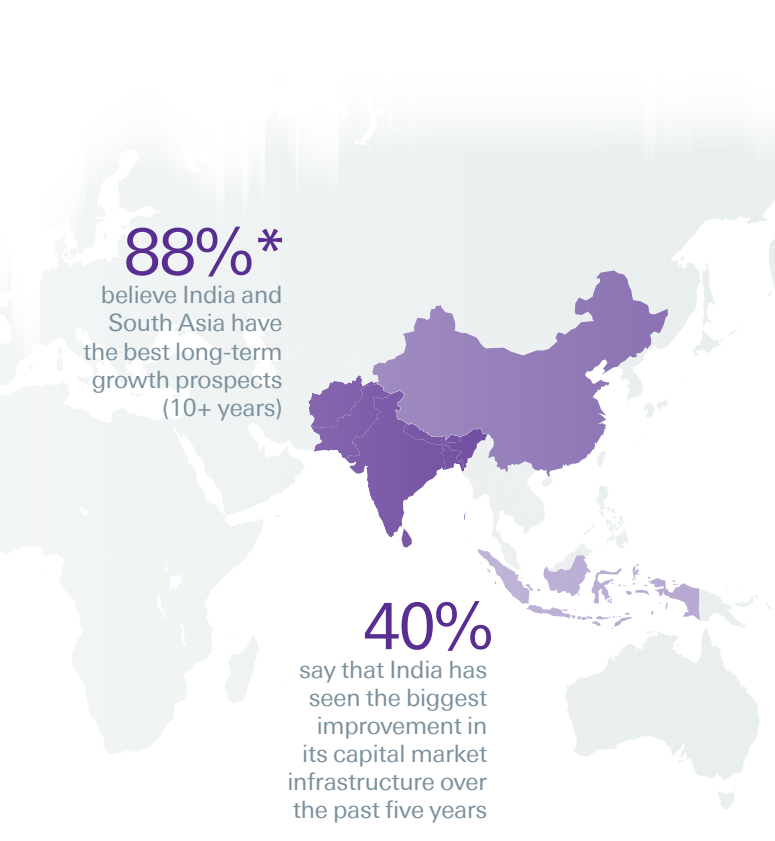 88%*
believe India and
South Asia have
the best long-term
growth prospects
(10+ years)
40%
say that India has
seen the biggest
improvement in
its capital market
infrastructure over
the past five years